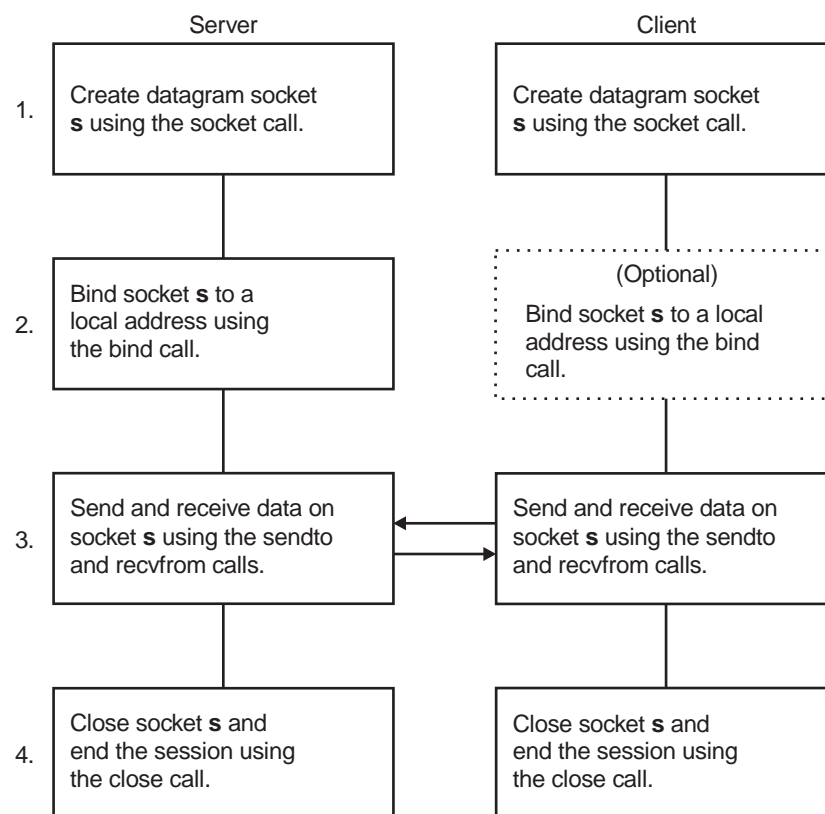 Server
Client
1.
Create datagram socket
s using the socket call.
Create datagram socket
s using the socket call.
2.
Bind socket s to a
local address using
the bind call.
(Optional)
Bind socket s to a local
address using the bind
call.
3.
Send and receive data on
socket s using the sendto
and recvfrom calls.
Send and receive data on
socket s using the sendto
and recvfrom calls.
4.
Close socket s and
end the session using
the close call.
Close socket s and
end the session using
the close call.